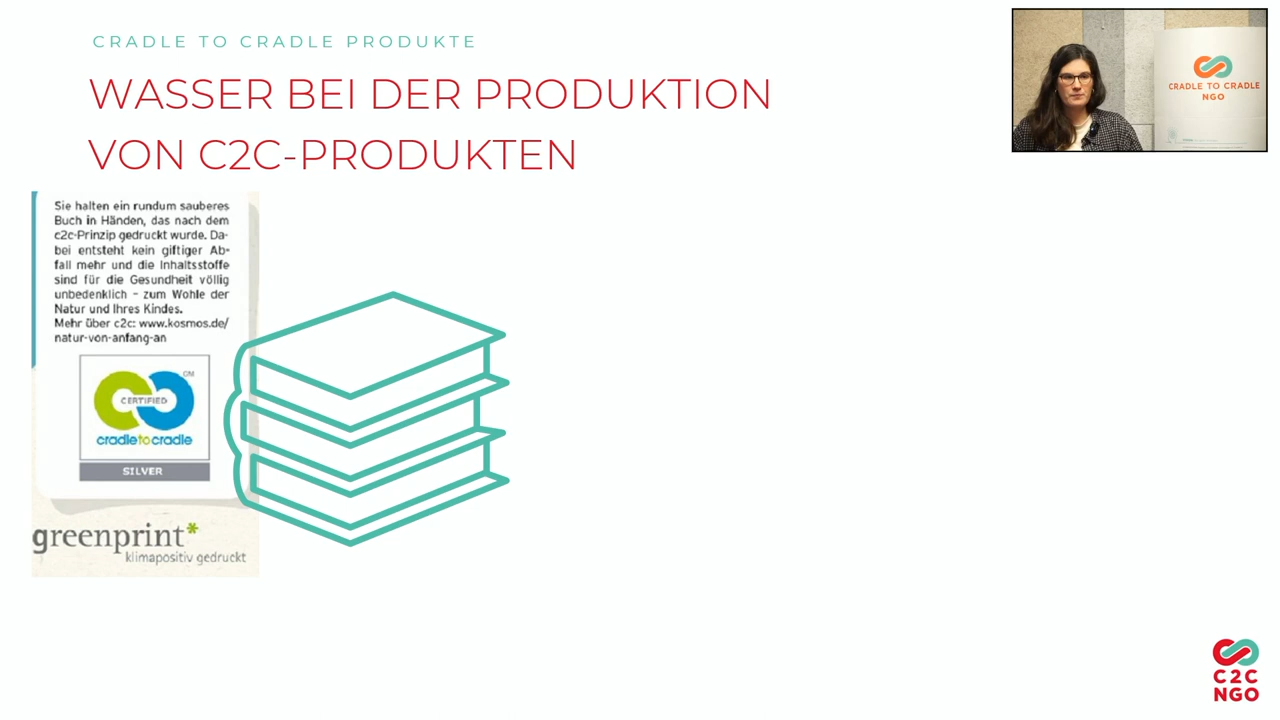 CRADLE TO CRADLE PRODUKTE
WASSER BEI DER PRODUKTION
VON C2C-PRODUKTEN
CRADLE TO CRADLE
NGO
Sie halten ein rundum sauberes
Buch in Händen, das nach dem
c2c-Prinzip gedruckt wurde. Da-
bei entsteht kein giftiger Ab-
fall mehr und die Inhaltsstoffe
sind für die Gesundheit völlig
unbedenklich – zum Wohle der
Natur und Ihres Kindes.
Mehr über c2c: www.kosmos.de/
natur-von-anfang-an
CM
CERTIFIED
cradletocradle
SILVER
greenprint*
klimapositiv gedruckt
C2C
NGO